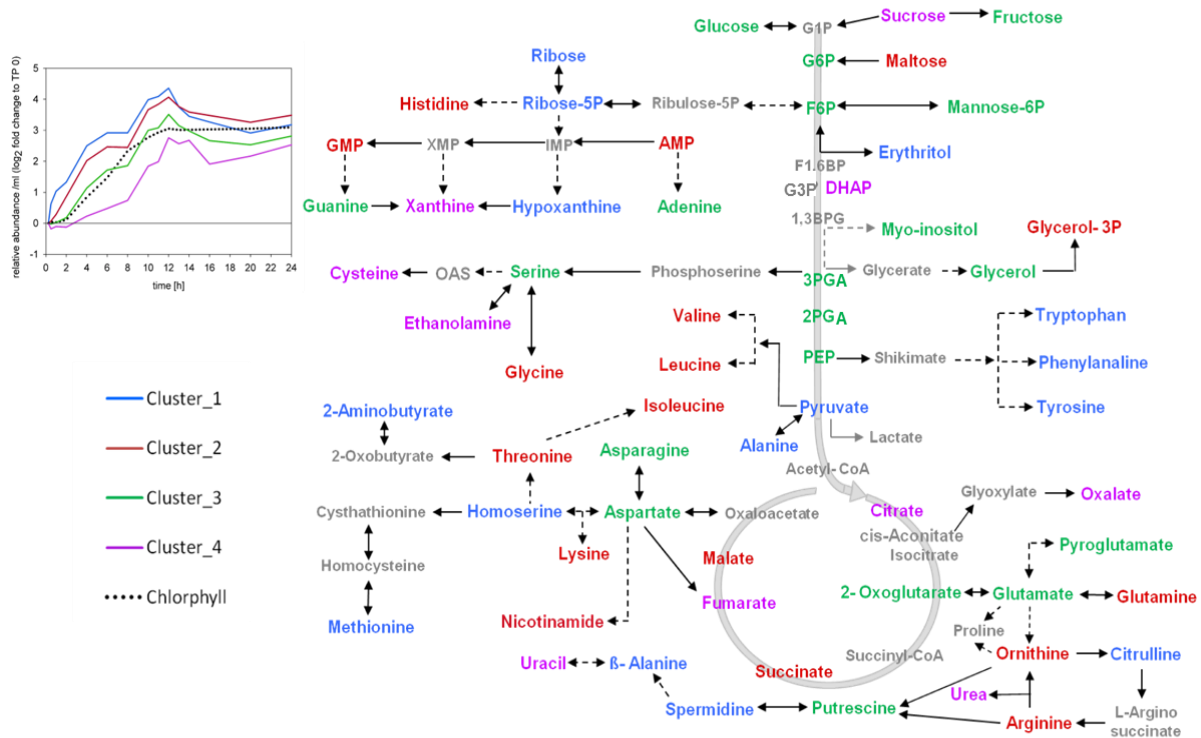 relative abundance /ml (log2 fold change to TP 0)
5
4
3
2
1
0
-1
0 2 4 6 8 10 12 14 16 18 20 22 24
time [h]
Cluster_1
Cluster_2
Cluster_3
Cluster_4
Chlorphyll
Glucose
G1P
Sucrose
Fructose
G6P
Maltose
Ribose
Histidine
Ribose-5P
Ribulose-5P
F6P
Mannose-6P
GMP
XMP
IMP
AMP
Erythritol
F1.6BP
G3P
DHAP
Guanine
Xanthine
Hypoxanthine
Adenine
1,3BPG
Myo-inositol
Glycerol- 3P
Cysteine
OAS
Serine
Phosphoserine
3PGA
Glycerate
Glycerol
Ethanolamine
Valine
2PGA
Tryptophan
Glycine
Leucine
PEP
Shikimate
Phenylanaline
2-Aminobutyrate
Isoleucine
Pyruvate
Tyrosine
Alanine
Lactate
2-Oxobutyrate
Threonine
Asparagine
Acetyl- CoA
Cysthathionine
Homoserine
Aspartate
Oxaloacetate
Citrate
Glyoxylate
Oxalate
cis-Aconitate
Isocitrate
Lysine
Malate
Pyroglutamate
Homocysteine
Fumarate
2- Oxoglutarate
Glutamate
Glutamine
Methionine
Nicotinamide
Proline
Uracil
ß- Alanine
Succinate
Succinyl-CoA
Ornithine
Citrulline
Spermidine
Putrescine
Urea
Arginine
L-Argino
succinate